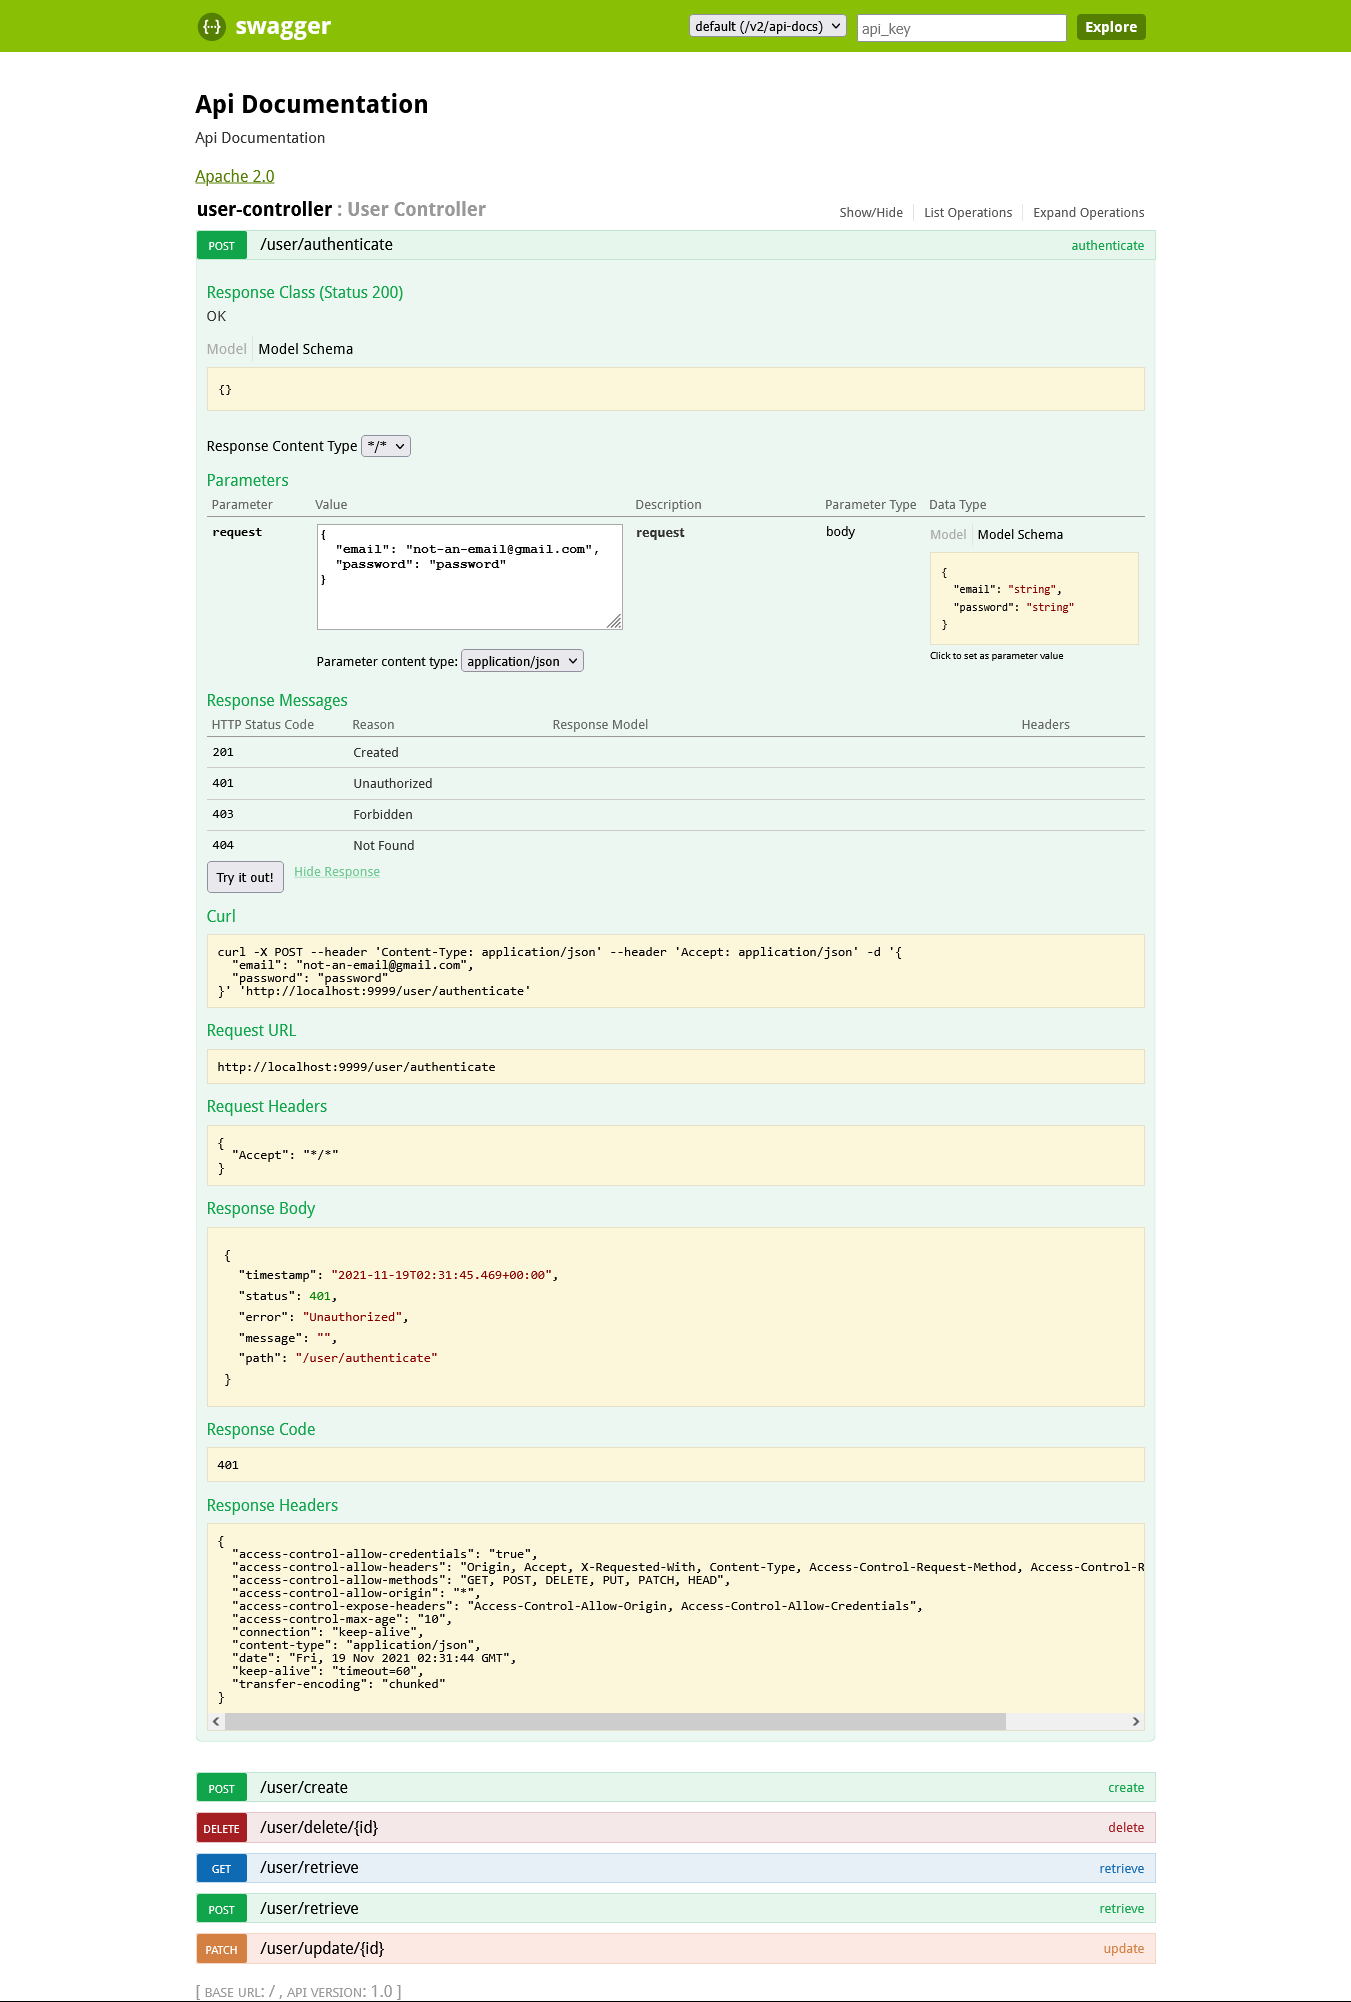 swagger
default (/v2/api-docs)
api_key
Explore
Api Documentation
Api Documentation
Apache 2.0
user-controller : User Controller
Show/Hide
List Operations
Expand Operations
POST /user/authenticate authenticate
Response Class (Status 200)
OK
Model Model Schema
{}
Response Content Type */*
Parameters
Parameter Value Description Parameter Type Data Type
request
{
  "email": "not-an-email@gmail.com",
  "password": "password"
}
Parameter content type: application/json
request
body
Model Model Schema
{
  "email": "string",
  "password": "string"
}
Click to set as parameter value
Response Messages
HTTP Status Code Reason Response Model Headers
201 Created
401 Unauthorized
403 Forbidden
404 Not Found
Try it out! Hide Response
Curl
curl -X POST --header 'Content-Type: application/json' --header 'Accept: application/json' -d '{
  "email": "not-an-email@gmail.com",
  "password": "password"
}' 'http://localhost:9999/user/authenticate'
Request URL
http://localhost:9999/user/authenticate
Request Headers
{
  "Accept": "*/*"
}
Response Body
{
  "timestamp": "2021-11-19T02:31:45.469+00:00",
  "status": 401,
  "error": "Unauthorized",
  "message": "",
  "path": "/user/authenticate"
}
Response Code
401
Response Headers
{
  "access-control-allow-credentials": "true",
  "access-control-allow-headers": "Origin, Accept, X-Requested-With, Content-Type, Access-Control-Request-Method, Access-Control-R
  "access-control-allow-methods": "GET, POST, DELETE, PUT, PATCH, HEAD",
  "access-control-allow-origin": "*",
  "access-control-expose-headers": "Access-Control-Allow-Origin, Access-Control-Allow-Credentials",
  "access-control-max-age": "10",
  "connection": "keep-alive",
  "content-type": "application/json",
  "date": "Fri, 19 Nov 2021 02:31:44 GMT",
  "keep-alive": "timeout=60",
  "transfer-encoding": "chunked"
}
POST /user/create create
DELETE /user/delete/{id} delete
GET /user/retrieve retrieve
POST /user/retrieve retrieve
PATCH /user/update/{id} update
[ BASE URL: / , API VERSION: 1.0 ]